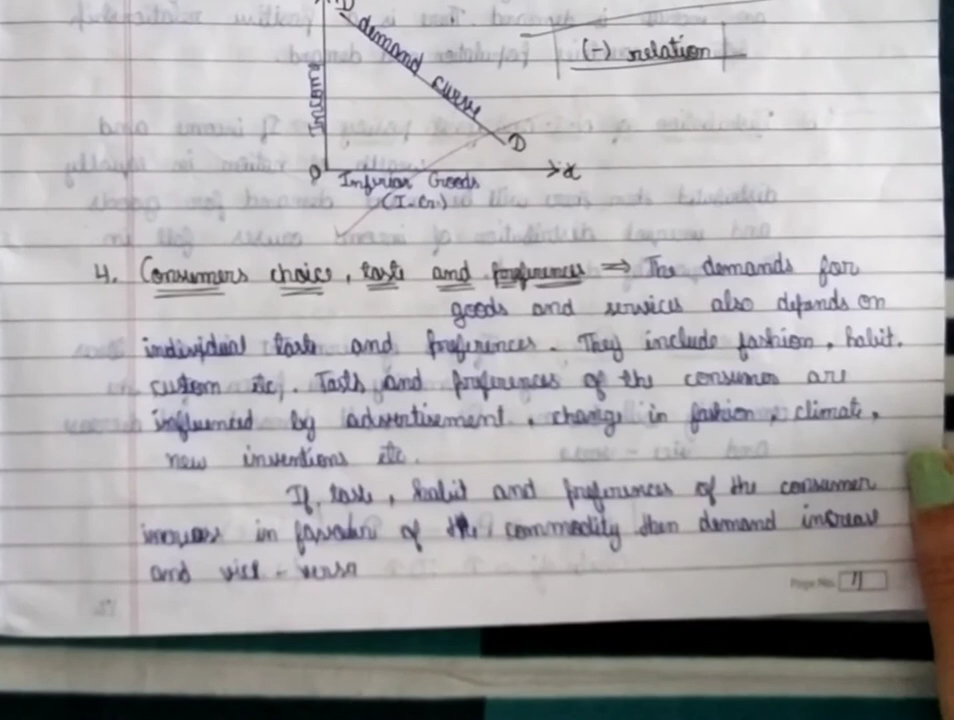 D
demand curve
(-) relation
Income
D
O
x
Inferior Goods
(I.G.)
4. Consumers choice, taste and preferences ⇒ The demands for
goods and services also depends on
individual taste and preferences. They include fashion, habit.
custom etc. Tasts and preferences of the consumer are
influenced by advertisement, change in fashion, climate,
new inventions etc.
If, taste, habit and preferences of the consumer
increase in favour of the commodity then demand increase
and vice-versa
Page No. 11